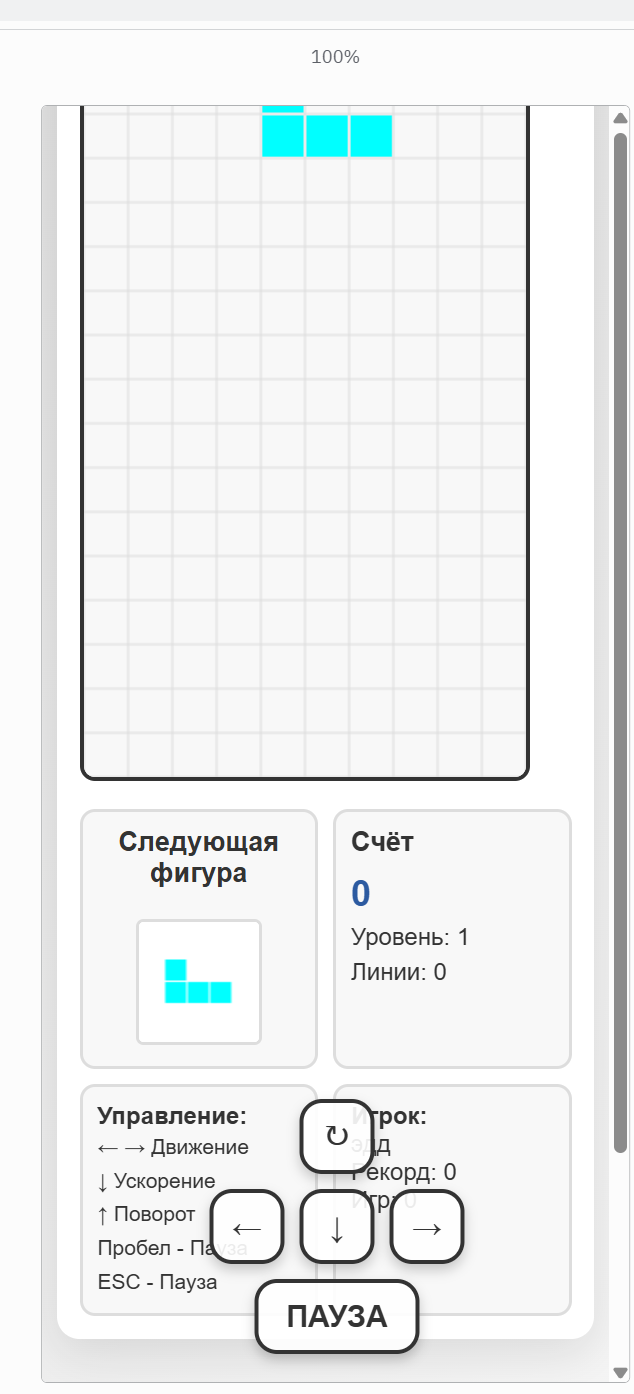 100%
Следующая
фигура
Счёт
0
Уровень: 1
Линии: 0
Управление:
← → Движение
↓ Ускорение
↑ Поворот
Пробел - Пауза
ESC - Пауза
Игрок:
эдд
Рекорд: 0
Игр: 0
↻
← ↓ →
ПАУЗА